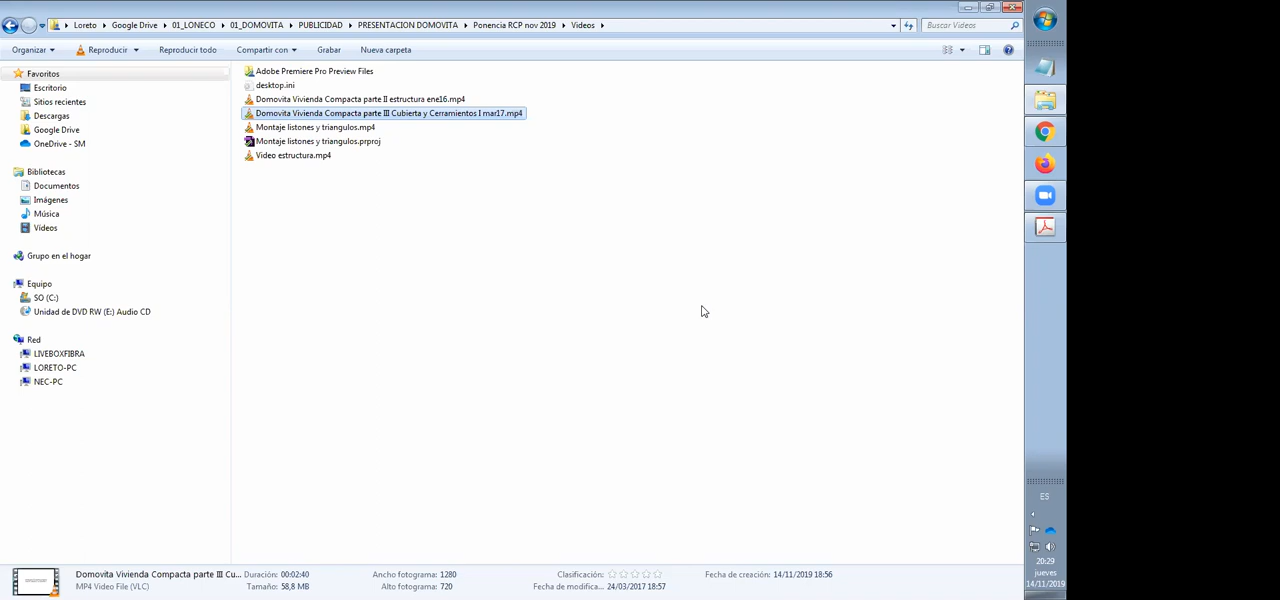 Loreto ▸ Google Drive ▸ 01_LONECO ▸ 01_DOMOVITA ▸ PUBLICIDAD ▸ PRESENTACION DOMOVITA ▸ Ponencia RCP nov 2019 ▸ Videos ▸
Buscar Videos
Organizar Reproducir Reproducir todo Compartir con Grabar Nueva carpeta
Favoritos
Escritorio
Sitios recientes
Descargas
Google Drive
OneDrive - SM
Bibliotecas
Documentos
Imágenes
Música
Vídeos
Grupo en el hogar
Equipo
SO (C:)
Unidad de DVD RW (E:) Audio CD
Red
LIVEBOXFIBRA
LORETO-PC
NEC-PC
Adobe Premiere Pro Preview Files
desktop.ini
Domovita Vivienda Compacta parte II estructura ene16.mp4
Domovita Vivienda Compacta parte III Cubierta y Cerramientos I mar17.mp4
Montaje listones y triangulos.mp4
Montaje listones y triangulos.prproj
Video estructura.mp4
Domovita Vivienda Compacta parte III Cu... Duración: 00:02:40 Ancho fotograma: 1280 Clasificación: Fecha de creación: 14/11/2019 18:56
MP4 Video File (VLC) Tamaño: 58,8 MB Alto fotograma: 720 Fecha de modifica... 24/03/2017 18:57
ES
20:29
jueves
14/11/2019